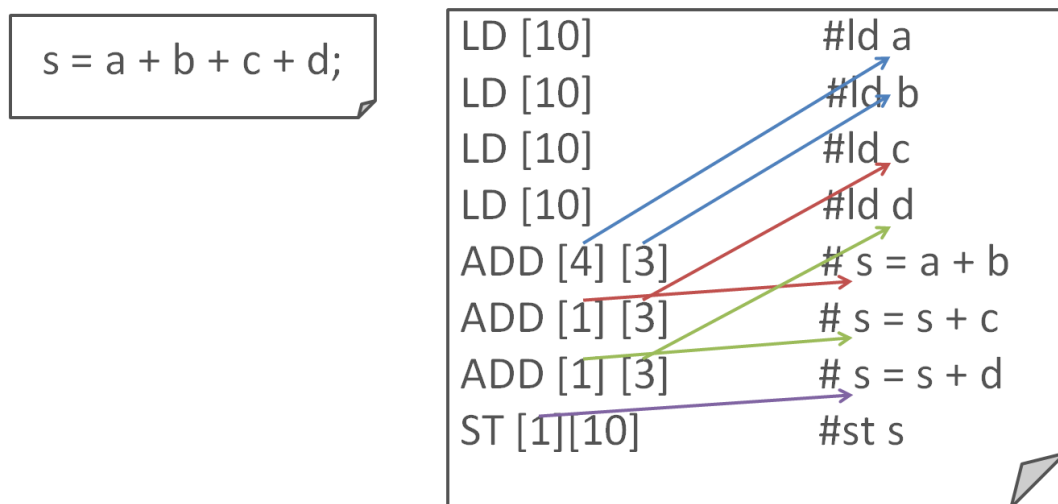 s = a + b + c + d;
LD [10] #ld a
LD [10] #ld b
LD [10] #ld c
LD [10] #ld d
ADD [4] [3] # s = a + b
ADD [1] [3] # s = s + c
ADD [1] [3] # s = s + d
ST [1][10] #st s